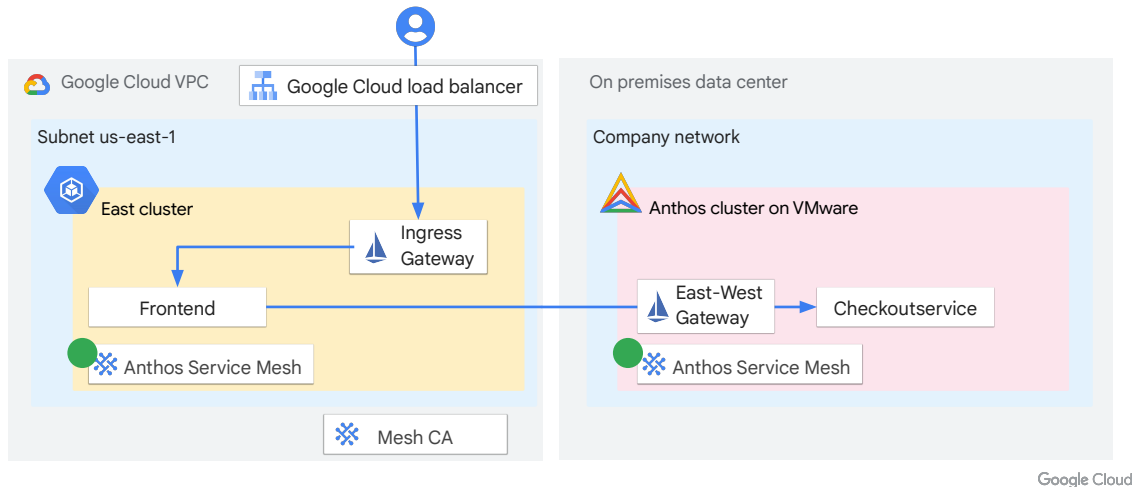 Google Cloud VPC
Google Cloud load balancer
Subnet us-east-1
East cluster
Ingress
Gateway
Frontend
Anthos Service Mesh
Mesh CA
On premises data center
Company network
Anthos cluster on VMware
East-West
Gateway
Checkoutservice
Anthos Service Mesh
Google Cloud